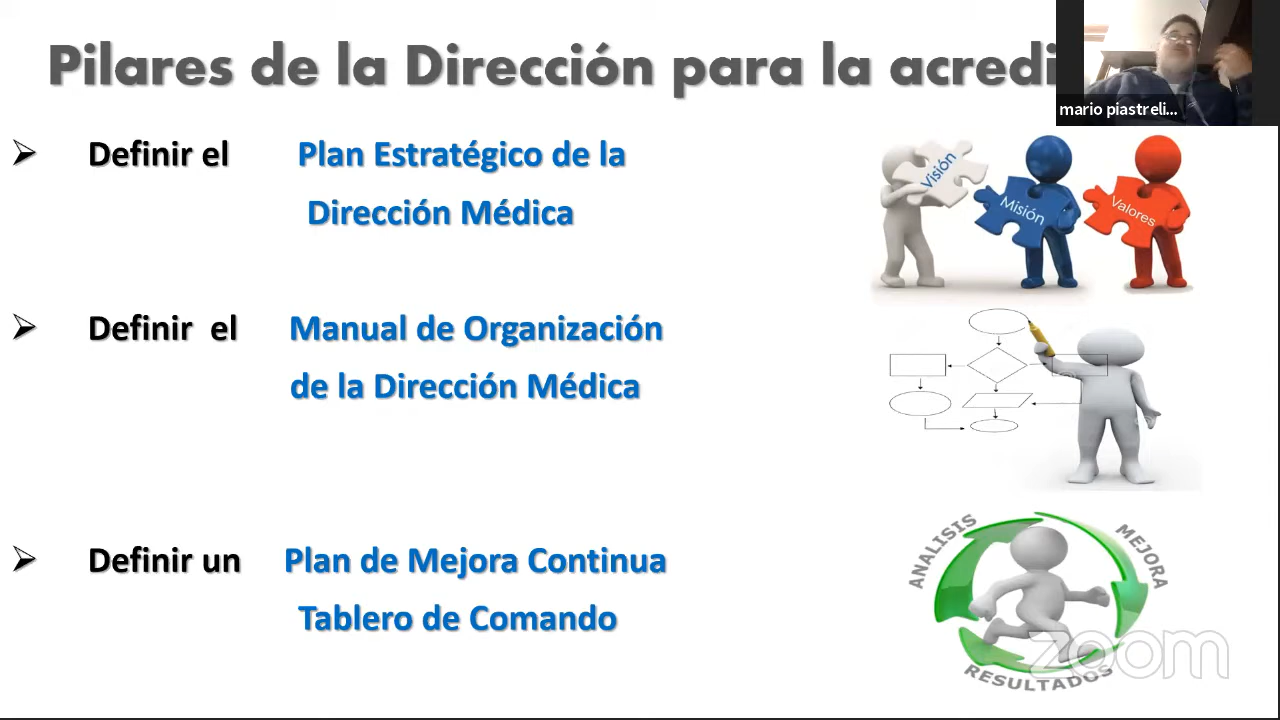 Pilares de la Dirección para la acredi
mario piastreli...
Definir el Plan Estratégico de la
Dirección Médica
Visión
Misión
Valores
Definir el Manual de Organización
de la Dirección Médica
Definir un Plan de Mejora Continua
Tablero de Comando
ANALISIS
MEJORA
RESULTADOS
zoom